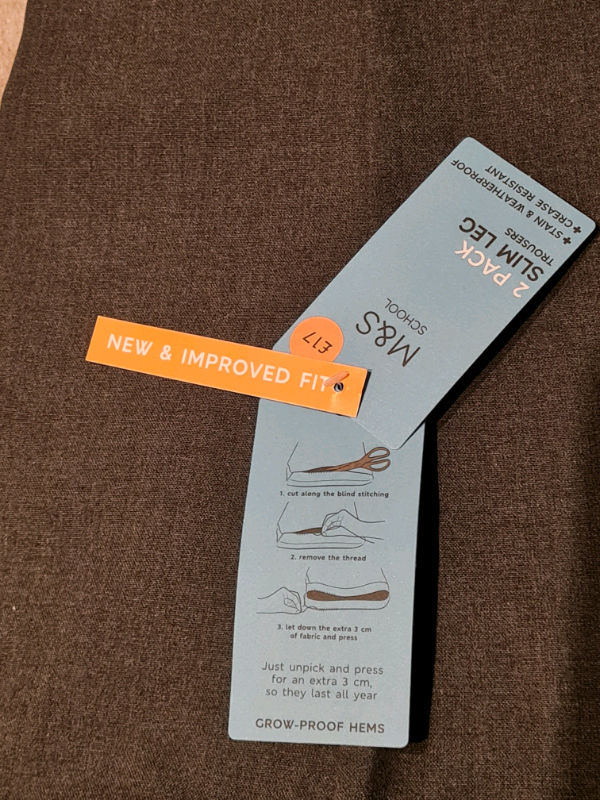 NEW & IMPROVED FIT
£17
M&S
SCHOOL
2 PACK
SLIM LEG
TROUSERS
+ STAIN & WEATHERPROOF
+ CREASE RESISTANT
1. cut along the blind stitching
2. remove the thread
3. let down the extra 3 cm
of fabric and press
Just unpick and press
for an extra 3 cm,
so they last all year
GROW-PROOF HEMS